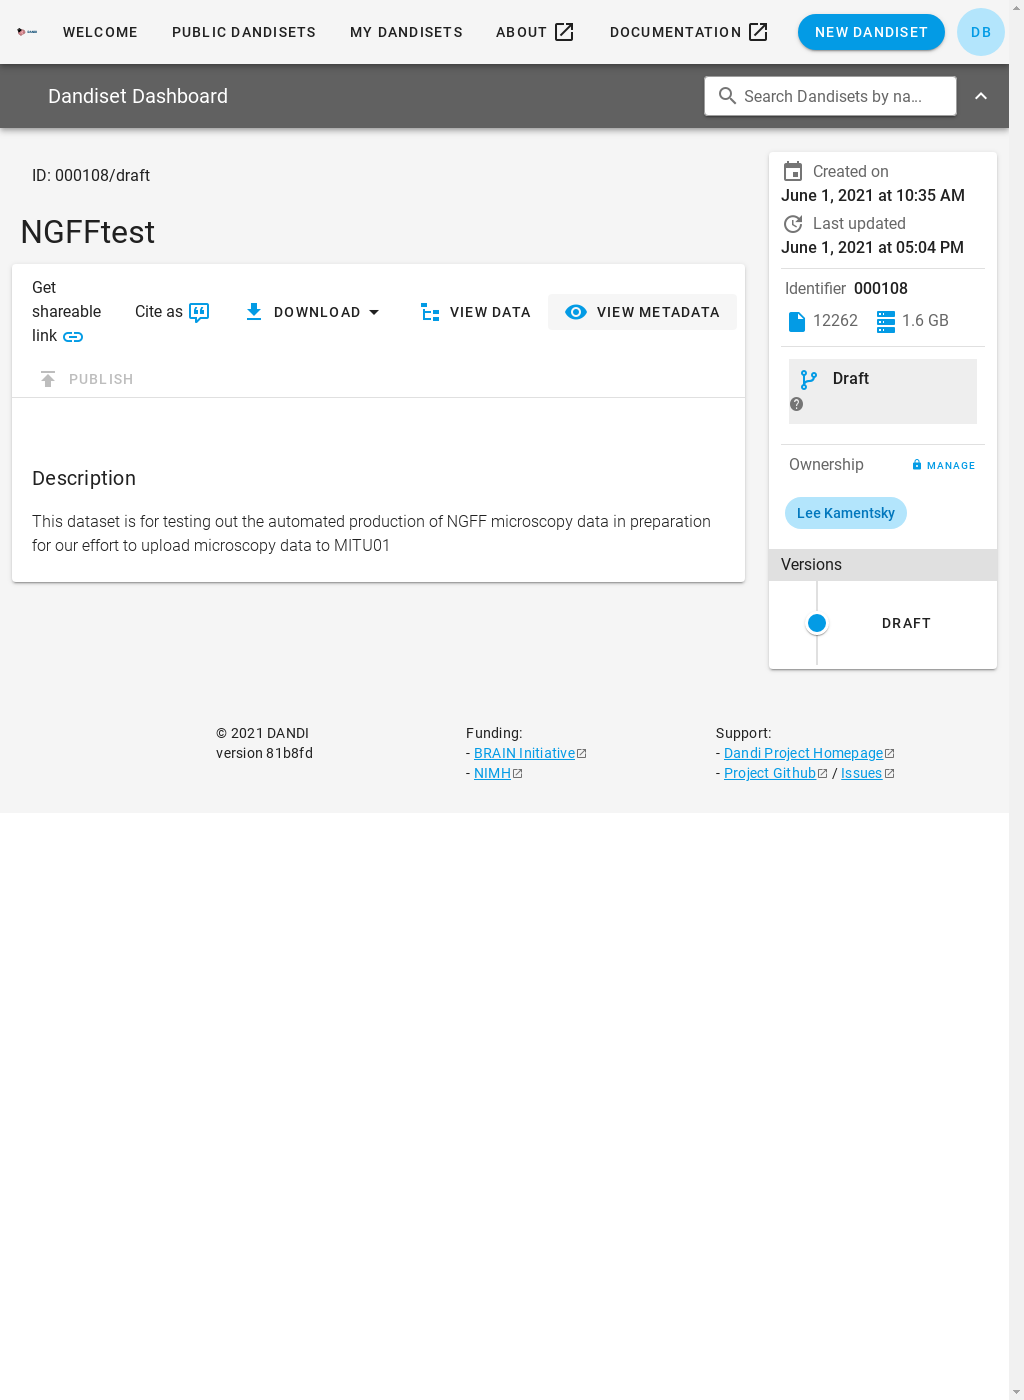 WELCOME PUBLIC DANDISETS MY DANDISETS ABOUT DOCUMENTATION NEW DANDISET DB
Dandiset Dashboard
Search Dandisets by na...
ID: 000108/draft
NGFFtest
Get
shareable
link
Cite as
DOWNLOAD
VIEW DATA
VIEW METADATA
PUBLISH
Description
This dataset is for testing out the automated production of NGFF microscopy data in preparation
for our effort to upload microscopy data to MITU01
Created on
June 1, 2021 at 10:35 AM
Last updated
June 1, 2021 at 05:04 PM
Identifier 000108
12262 1.6 GB
Draft
Ownership MANAGE
Lee Kamentsky
Versions
DRAFT
© 2021 DANDI
version 81b8fd
Funding:
- BRAIN Initiative
- NIMH
Support:
- Dandi Project Homepage
- Project Github / Issues